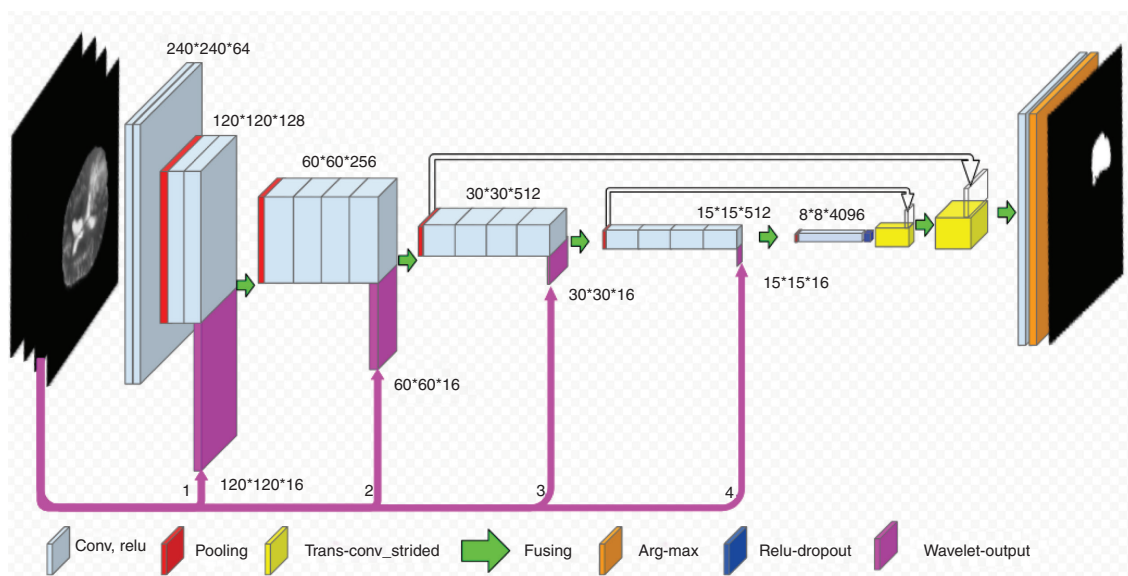 240*240*64
120*120*128
60*60*256
30*30*512
15*15*512
8*8*4096
15*15*16
30*30*16
60*60*16
120*120*16
1
2
3
4
Conv, relu
Pooling
Trans-conv_strided
Fusing
Arg-max
Relu-dropout
Wavelet-output